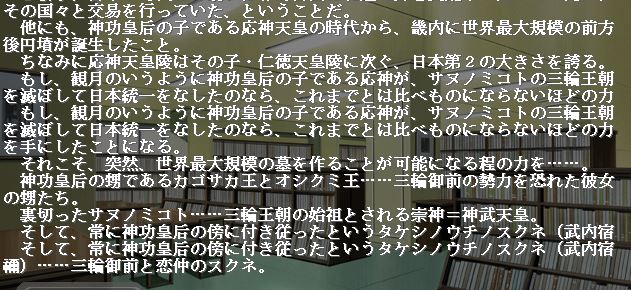 その国々と交易を行っていた、ということだ。
　他にも、神功皇后の子である応神天皇の時代から、畿内に世界最大規模の前方
後円墳が誕生したこと。
　ちなみに応神天皇陵はその子・仁徳天皇陵に次ぐ、日本第２の大きさを誇る。
　もし、観月のいうように神功皇后の子である応神が、サヌノミコトの三輪王朝
を滅ぼして日本統一をなしたのなら、これまでとは比べものにならないほどの力
　もし、観月のいうように神功皇后の子である応神が、サヌノミコトの三輪王朝
を滅ぼして日本統一をなしたのなら、これまでとは比べものにならないほどの力
を手にしたことになる。
　それこそ、突然、世界最大規模の墓を作ることが可能になる程の力を……。
　神功皇后の甥であるカゴサカ王とオシクミ王……三輪御前の勢力を恐れた彼女
の甥たち。
　裏切ったサヌノミコト……三輪王朝の始祖とされる崇神＝神武天皇。
　そして、常に神功皇后の傍に付き従ったというタケシノウチノスクネ（武内宿
　そして、常に神功皇后の傍に付き従ったというタケシノウチノスクネ（武内宿
禰）……三輪御前と恋仲のスクネ。